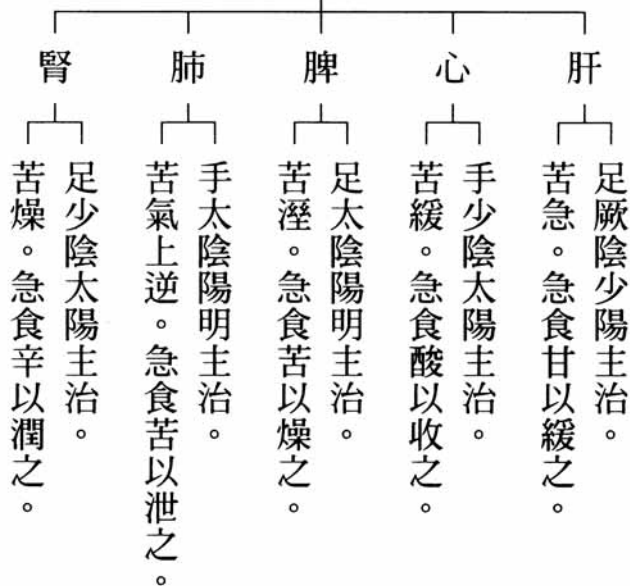 肝
足厥陰少陽主治。
苦急。急食甘以緩之。
心
手少陰太陽主治。
苦緩。急食酸以收之。
脾
足太陰陽明主治。
苦溼。急食苦以燥之。
肺
手太陰陽明主治。
苦氣上逆。急食苦以泄之。
腎
足少陰太陽主治。
苦燥。急食辛以潤之。